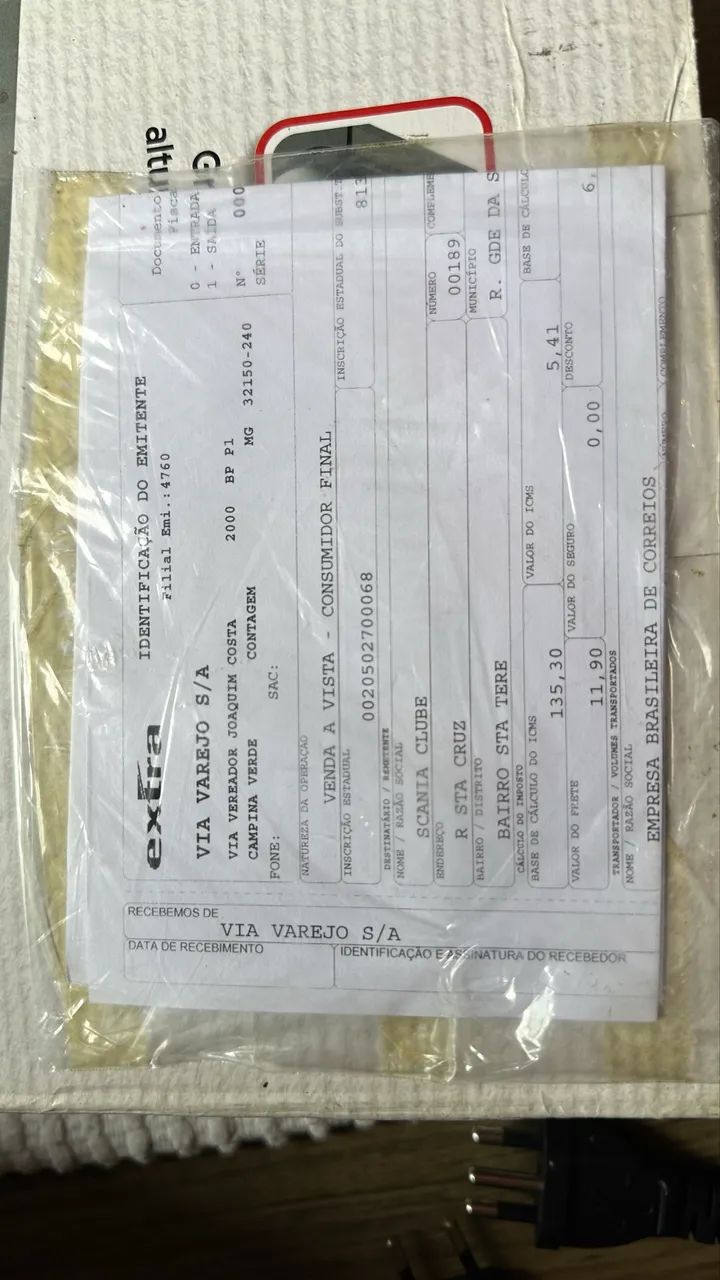 altu
extra
IDENTIFICAÇÃO DO EMITENTE
Filial Emi.:4760
Documento
Fisca
0 - ENTRADA
1 - SAÍDA
Nº 000
SÉRIE
VIA VAREJO S/A
VIA VEREADOR JOAQUIM COSTA 2000 BP P1
CAMPINA VERDE CONTAGEM MG 32150-240
FONE: SAC:
NATUREZA DA OPERAÇÃO
VENDA A VISTA - CONSUMIDOR FINAL
INSCRIÇÃO ESTADUAL
0020502700068
INSCRIÇÃO ESTADUAL DO SUBST.T
813
DESTINATÁRIO / REMETENTE
NOME / RAZÃO SOCIAL
SCANIA CLUBE
ENDEREÇO
R STA CRUZ
NÚMERO
00189
COMPLEME
BAIRRO / DISTRITO
BAIRRO STA TERE
MUNICÍPIO
R. GDE DA S
CÁLCULO DO IMPOSTO
BASE DE CÁLCULO DO ICMS
135,30
VALOR DO ICMS
5,41
BASE DE CÁLCULO
VALOR DO FRETE
11,90
VALOR DO SEGURO
0,00
DESCONTO
6,
TRANSPORTADOR / VOLUMES TRANSPORTADOS
NOME / RAZÃO SOCIAL
EMPRESA BRASILEIRA DE CORREIOS
NÚMERO
COMPLEMENTO
RECEBEMOS DE
VIA VAREJO S/A
DATA DE RECEBIMENTO
IDENTIFICAÇÃO E ASSINATURA DO RECEBEDOR